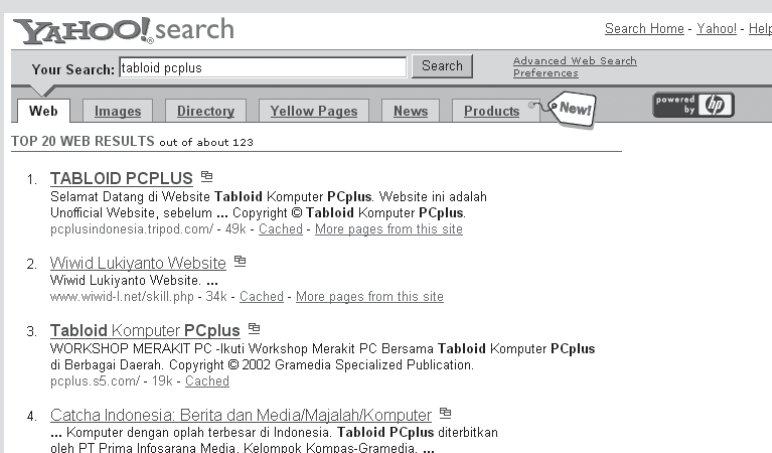 YAHOO! search
Search Home - Yahoo! - Help
Your Search: tabloid pcplus Search Advanced Web Search
Preferences
Web Images Directory Yellow Pages News Products New! powered by hp
TOP 20 WEB RESULTS out of about 123
1. TABLOID PCPLUS
Selamat Datang di Website Tabloid Komputer PCplus. Website ini adalah
Unofficial Website, sebelum ... Copyright © Tabloid Komputer PCplus.
pcplusindonesia.tripod.com/ - 49k - Cached - More pages from this site
2. Wiwid Lukiyanto Website
Wiwid Lukiyanto Website. ...
www.wiwid-l.net/skill.php - 34k - Cached - More pages from this site
3. Tabloid Komputer PCplus
WORKSHOP MERAKIT PC -Ikuti Workshop Merakit PC Bersama Tabloid Komputer PCplus
di Berbagai Daerah. Copyright © 2002 Gramedia Specialized Publication.
pcplus.s5.com/ - 19k - Cached
4. Catcha Indonesia: Berita dan Media/Majalah/Komputer
... Komputer dengan oplah terbesar di Indonesia. Tabloid PCplus diterbitkan
oleh PT Prima Infosarana Media, Kelompok Kompas-Gramedia. ...